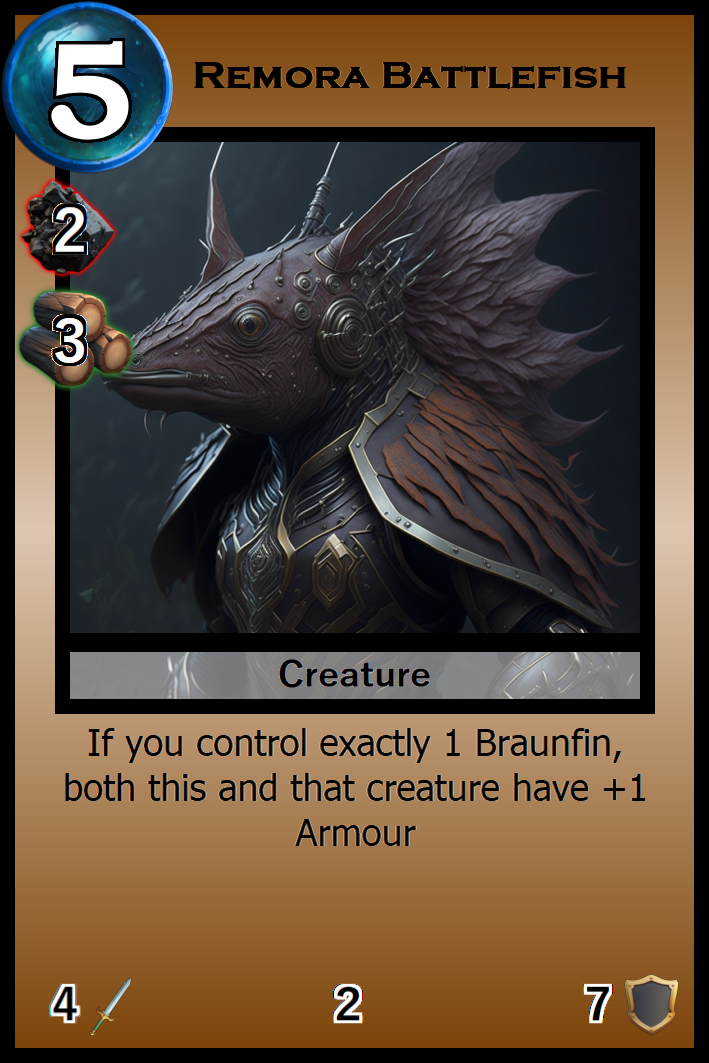 5
Remora Battlefish
2
3
Creature
If you control exactly 1 Braunfin,
both this and that creature have +1
Armour
4 2 7